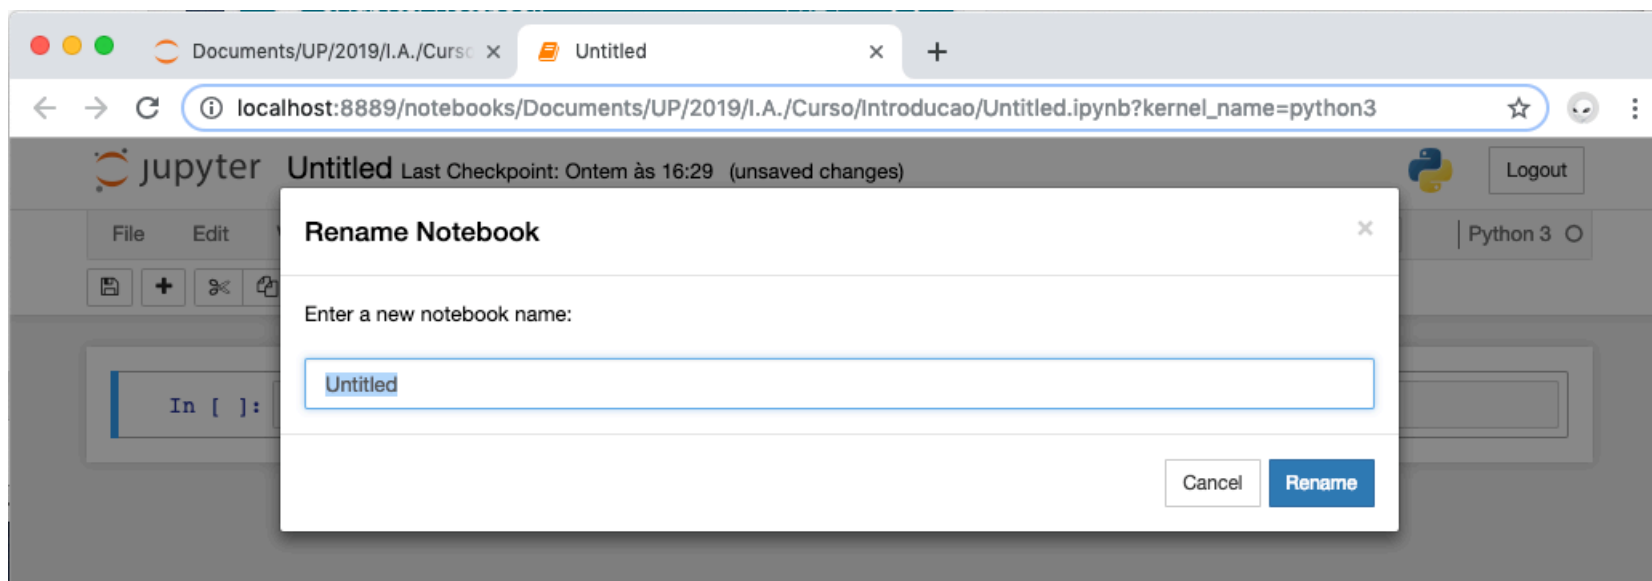 Documents/UP/2019/I.A./Curso
Untitled
localhost:8889/notebooks/Documents/UP/2019/I.A./Curso/Introducao/Untitled.ipynb?kernel_name=python3
jupyter Untitled Last Checkpoint: Ontem às 16:29 (unsaved changes)
Logout
File Edit
Python 3
Rename Notebook
Enter a new notebook name:
Untitled
In [ ]:
Cancel Rename